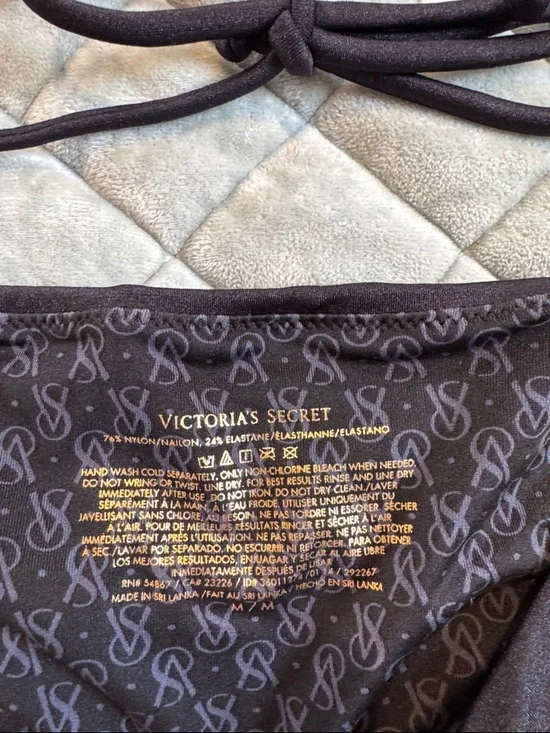 VICTORIA'S SECRET
76% NYLON/NAILON, 24% ELASTANE/ÉLASTHANNE/ELASTANO
HAND WASH COLD SEPARATELY. ONLY NON-CHLORINE BLEACH WHEN NEEDED.
DO NOT WRING OR TWIST. LINE DRY. FOR BEST RESULTS RINSE AND LINE DRY
IMMEDIATELY AFTER USE. DO NOT IRON. DO NOT DRY CLEAN./LAVER
SÉPARÉMENT À LA MAIN À L'EAU FROIDE. UTILISER UNIQUEMENT DU
JAVELLISANT SANS CHLORE AU BESOIN. NE PAS TORDRE NI ESSORER. SÉCHER
À L'AIR. POUR DE MEILLEURS RÉSULTATS RINCER ET SÉCHER À L'AIR
IMMÉDIATEMENT APRÈS L'UTILISATION. NE PAS REPASSER. NE PAS NETTOYER
À SEC./LAVAR POR SEPARADO. NO ESCURRIR NI RETORCER. PARA OBTENER
LOS MEJORES RESULTADOS, ENJUAGAR Y SECAR AL AIRE LIBRE
INMEDIATAMENTE DESPUÉS DE USAR
RN# 54867 / CA# 23226 / ID# / 01 14 / 292267
MADE IN SRI LANKA / FAIT AU SRI LANKA / HECHO EN SRI LANKA
M / M